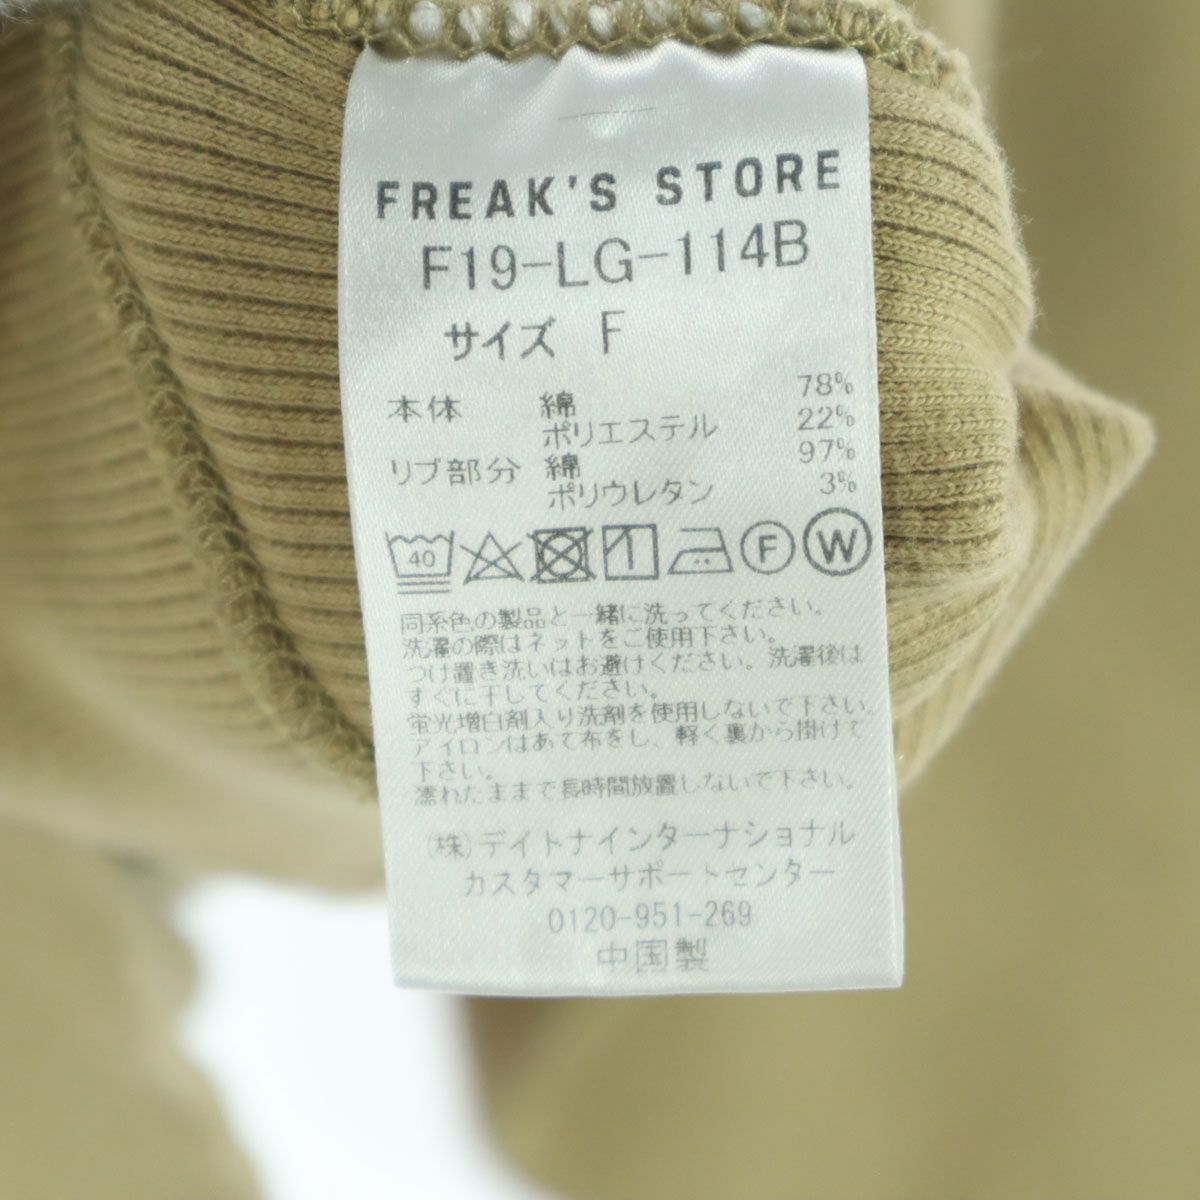 FREAK'S STORE
F19-LG-114B
サイズ F
本体 綿 78%
ポリエステル 22%
リブ部分 綿 97%
ポリウレタン 3%
40 F W
同系色の製品と一緒に洗ってください。
洗濯の際はネットをご使用下さい。
つけ置き洗いはお避けください。洗濯後は
すぐに干してください。
蛍光増白剤入り洗剤を使用しないで下さい。
アイロンはあて布をし、軽く裏から掛けて
下さい。
濡れたままで長時間放置しないで下さい。
(株)デイトナインターナショナル
カスタマーサポートセンター
0120-951-269
中国製